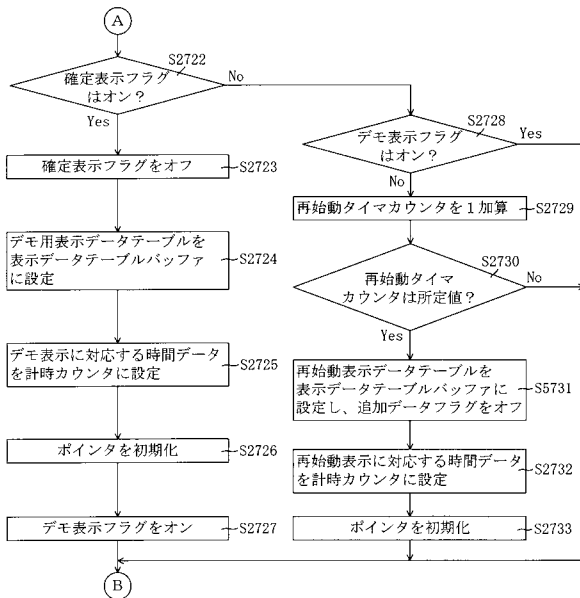 A
S2722
確定表示フラグ
はオン？
No
Yes
S2728
デモ表示フラグ
はオン？
Yes
No
確定表示フラグをオフ
S2723
再始動タイマカウンタを１加算
S2729
デモ用表示データテーブルを
表示データテーブルバッファ
に設定
S2724
S2730
再始動タイマ
カウンタは所定値？
No
Yes
デモ表示に対応する時間データ
を計時カウンタに設定
S2725
再始動表示データテーブルを
表示データテーブルバッファに
設定し、追加データフラグをオフ
S5731
ポインタを初期化
S2726
再始動表示に対応する時間データ
を計時カウンタに設定
S2732
デモ表示フラグをオン
S2727
ポインタを初期化
S2733
B